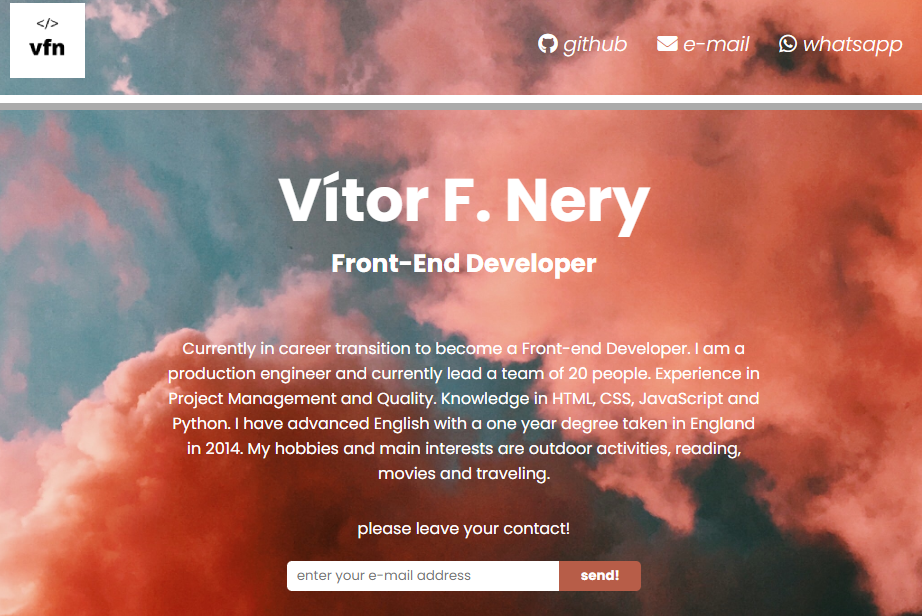 </>
vfn
github e-mail whatsapp
Vítor F. Nery
Front-End Developer
Currently in career transition to become a Front-end Developer. I am a
production engineer and currently lead a team of 20 people. Experience in
Project Management and Quality. Knowledge in HTML, CSS, JavaScript and
Python. I have advanced English with a one year degree taken in England
in 2014. My hobbies and main interests are outdoor activities, reading,
movies and traveling.
please leave your contact!
enter your e-mail address send!